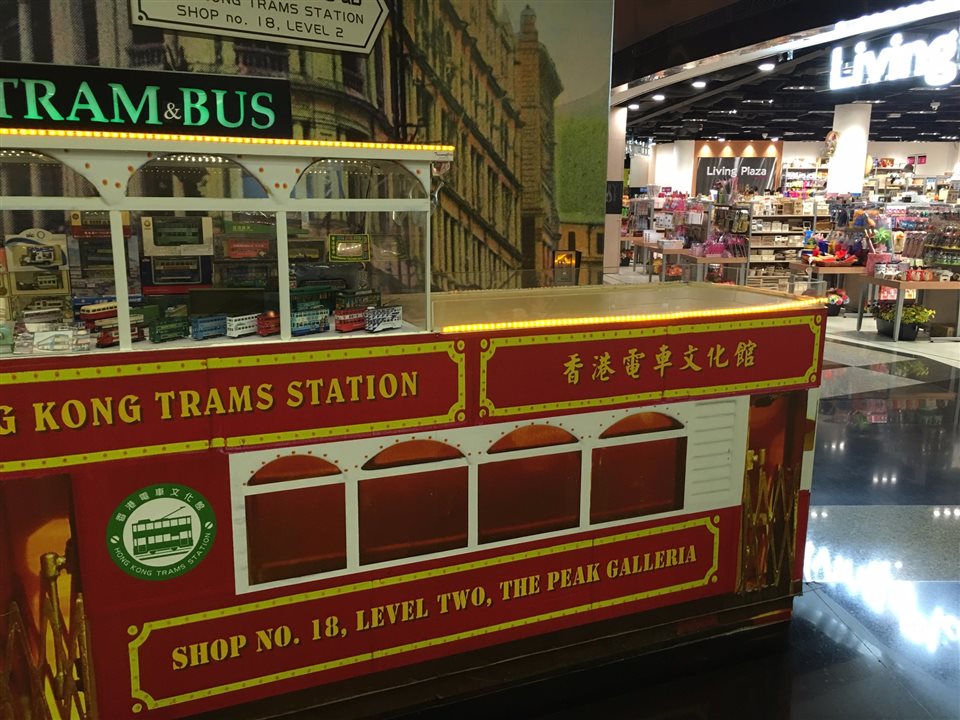 KONG TRAMS STATION
SHOP no. 18, LEVEL 2
TRAM & BUS
Living
Living Plaza
G KONG TRAMS STATION
香港電車文化館
香港電車文化館
HONG KONG TRAMS STATION
SHOP NO. 18, LEVEL TWO, THE PEAK GALLERIA